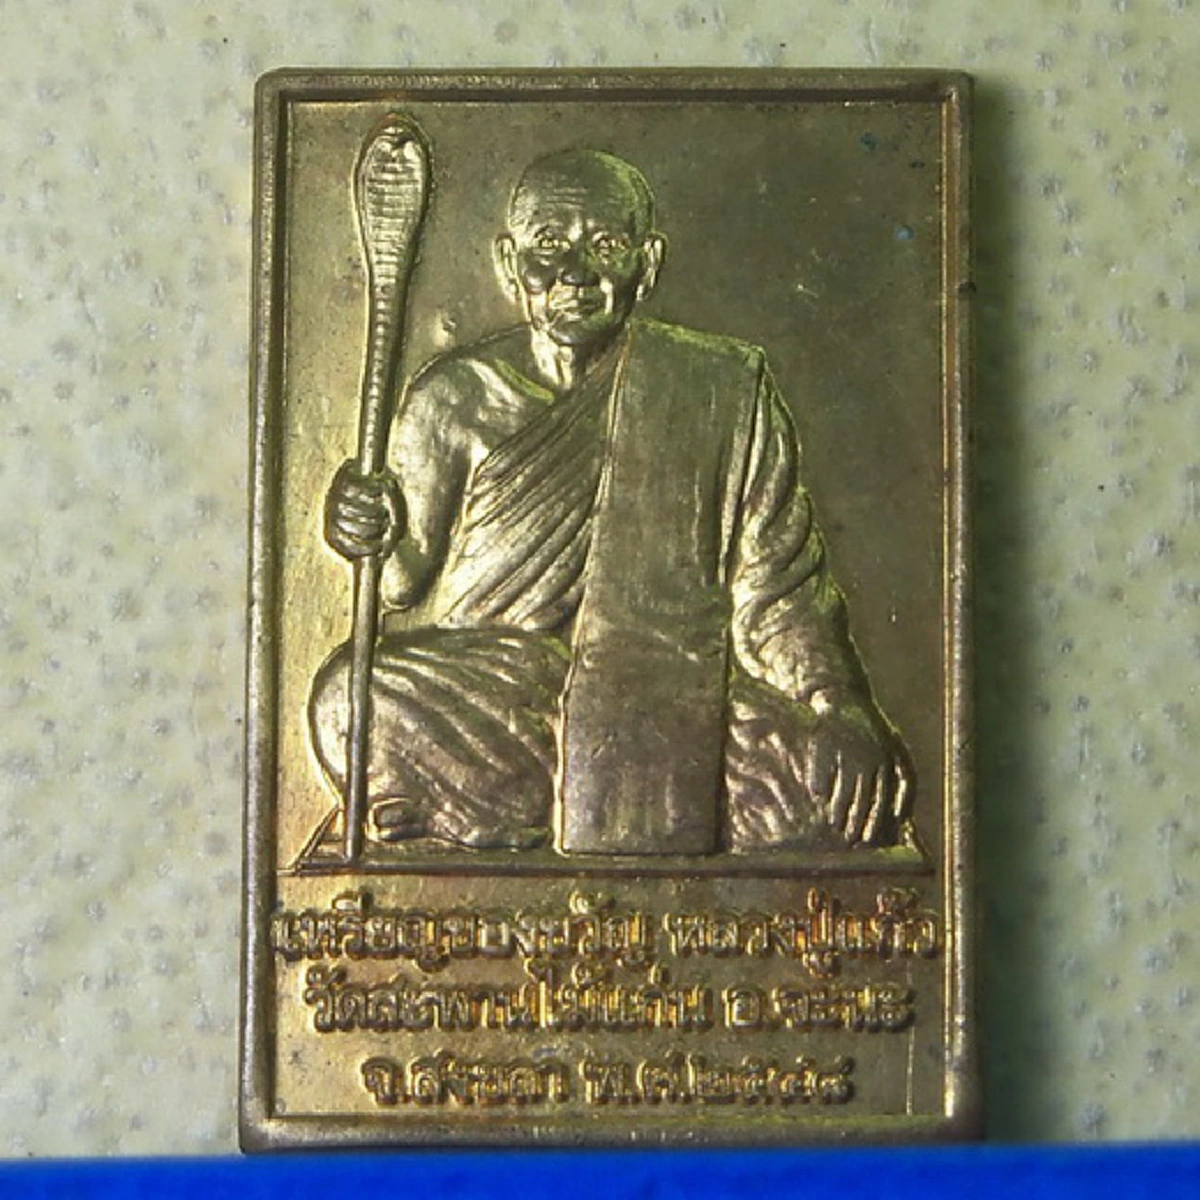 เหรียญของขวัญ หลวงปู่แก้ว
วัดสะพานไม้แก่น อ.จะนะ
จ.สงขลา พ.ศ.๒๕๔๘